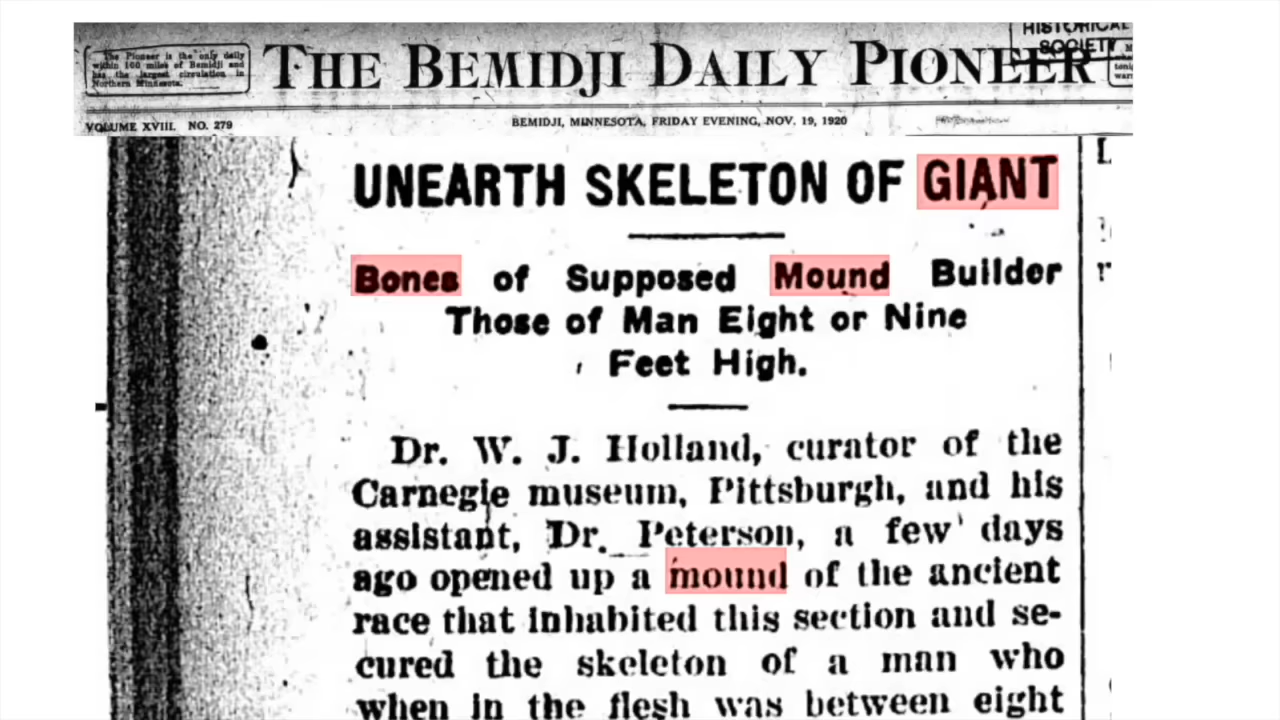 The Pioneer is the only daily
within 100 miles of Bemidji and
has the largest circulation in
Northern Minnesota.
THE BEMIDJI DAILY PIONEER
HISTORICAL
SOCIETY
VOLUME XVIII. NO. 279
BEMIDJI, MINNESOTA, FRIDAY EVENING, NOV. 19, 1920
UNEARTH SKELETON OF GIANT
Bones of Supposed Mound Builder
Those of Man Eight or Nine
Feet High.
Dr. W. J. Holland, curator of the
Carnegie museum, Pittsburgh, and his
assistant, Dr. Peterson, a few days
ago opened up a mound of the ancient
race that inhabited this section and se-
cured the skeleton of a man who
when in the flesh was between eight